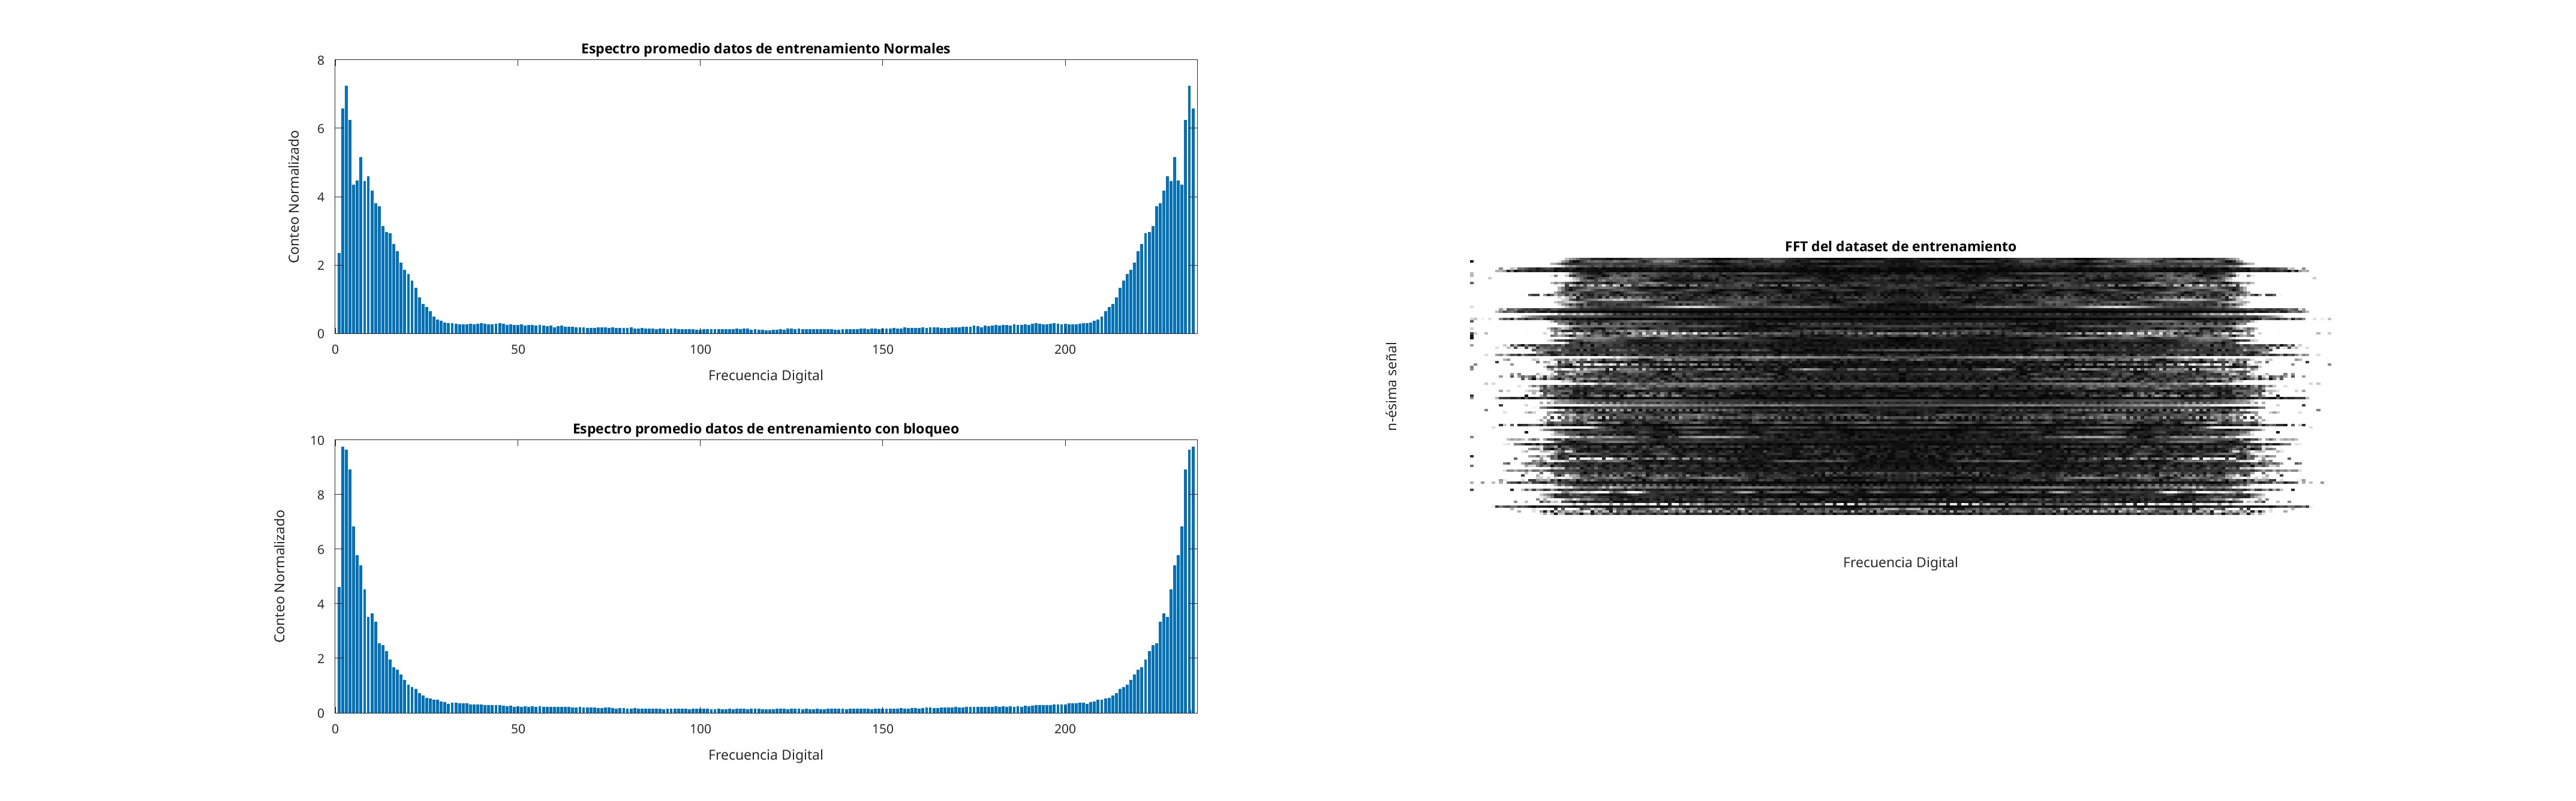 Espectro promedio datos de entrenamiento Normales
8
6
4
2
0
Conteo Normalizado
0 50 100 150 200
Frecuencia Digital
Espectro promedio datos de entrenamiento con bloqueo
10
8
6
4
2
0
Conteo Normalizado
0 50 100 150 200
Frecuencia Digital
FFT del dataset de entrenamiento
n-ésima señal
Frecuencia Digital